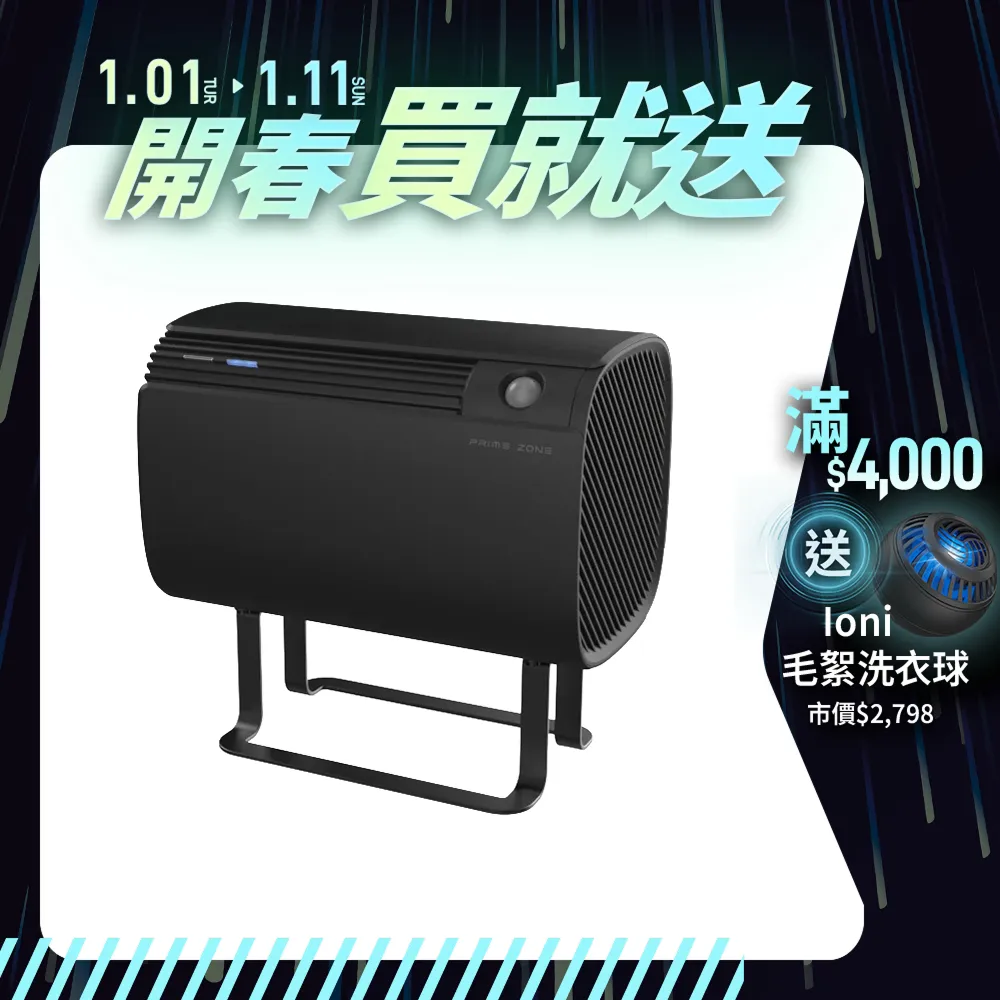 1.01 TUR ▸ 1.11 SUN
開春買就送
PRIME ZONE
滿
$4,000
送
Ioni
毛絮洗衣球
市價$2,798